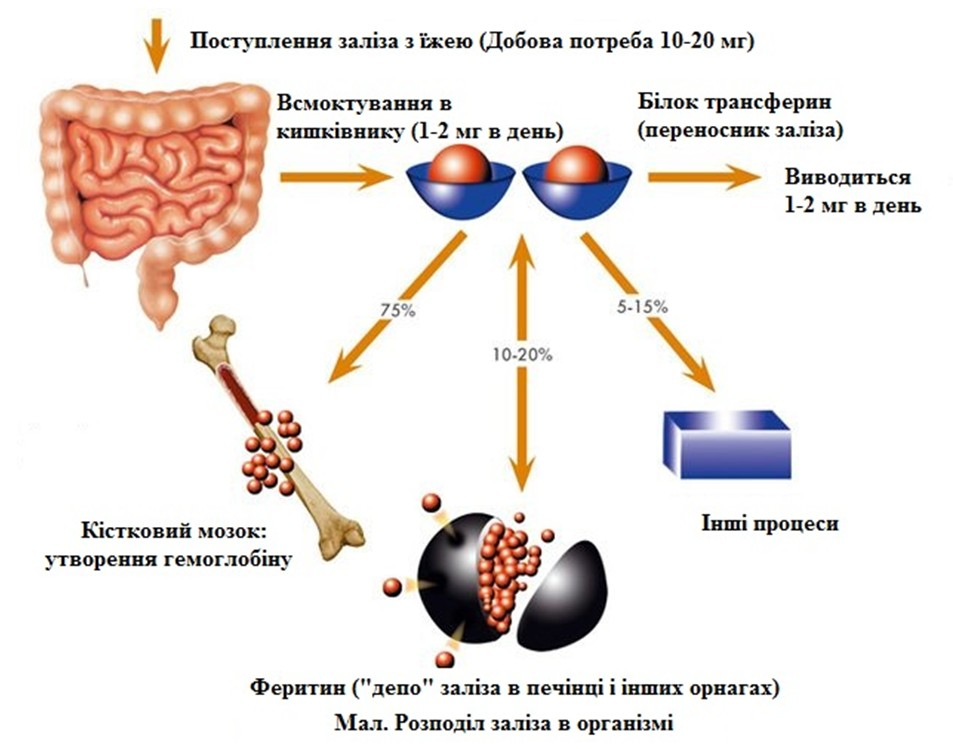 Поступлення заліза з їжею (Добова потреба 10-20 мг)
Всмоктування в
кишківнику (1-2 мг в день)
Білок трансферин
(переносник заліза)
Виводиться
1-2 мг в день
75%
10-20%
5-15%
Кістковий мозок:
утворення гемоглобіну
Інші процеси
Феритин ("депо" заліза в печінці і інших орнагах)
Мал. Розподіл заліза в організмі